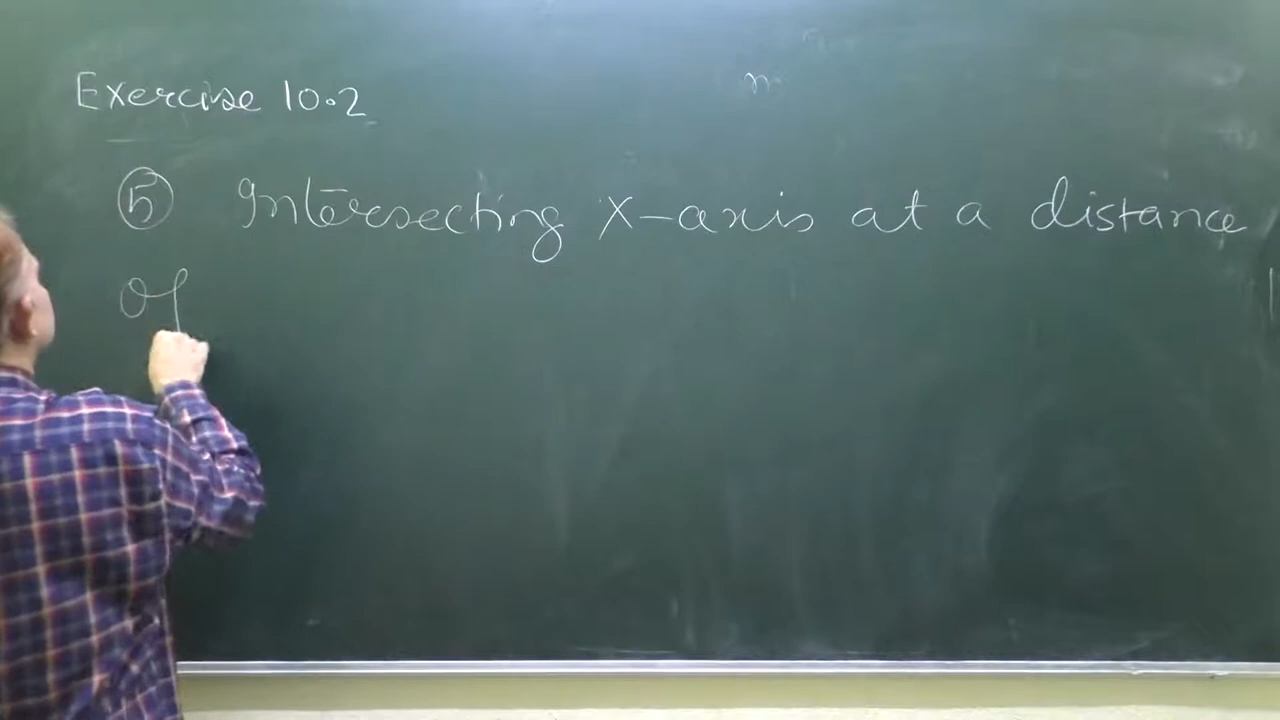 Exercise 10.2
⑤ Intersecting X-axis at a distance
of